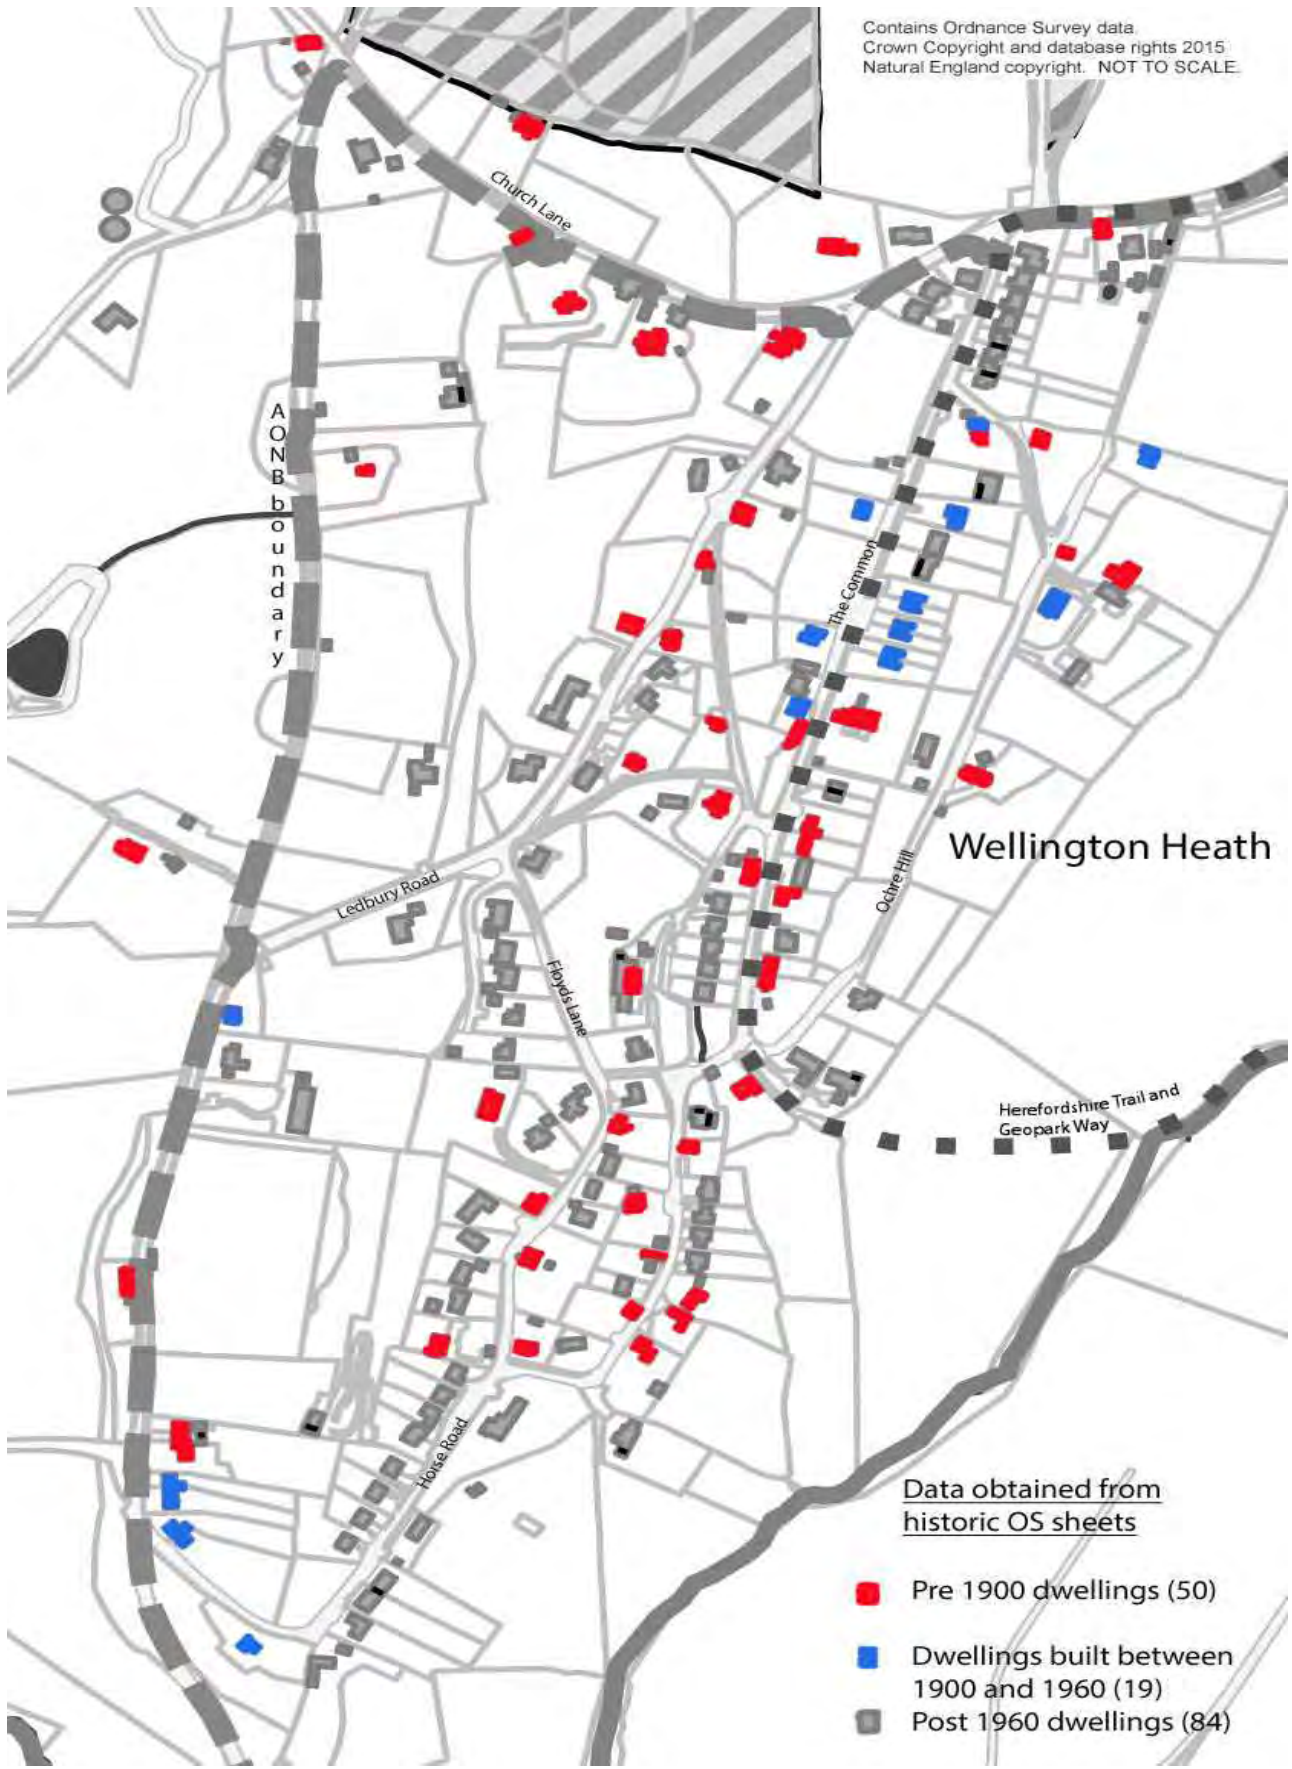 Contains Ordnance Survey data.
Crown Copyright and database rights 2015
Natural England copyright.  NOT TO SCALE.
Church Lane
AONB boundary
The Common
Wellington Heath
Ledbury Road
Ochre Hill
Floyds Lane
Herefordshire Trail and
Geopark Way
Horse Road
Data obtained from
historic OS sheets
Pre 1900 dwellings (50)
Dwellings built between
1900 and 1960 (19)
Post 1960 dwellings (84)